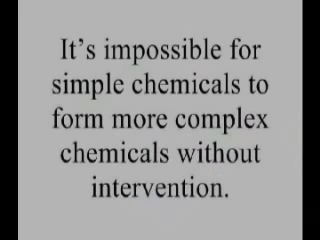 It's impossible for
simple chemicals to
form more complex
chemicals without
intervention.